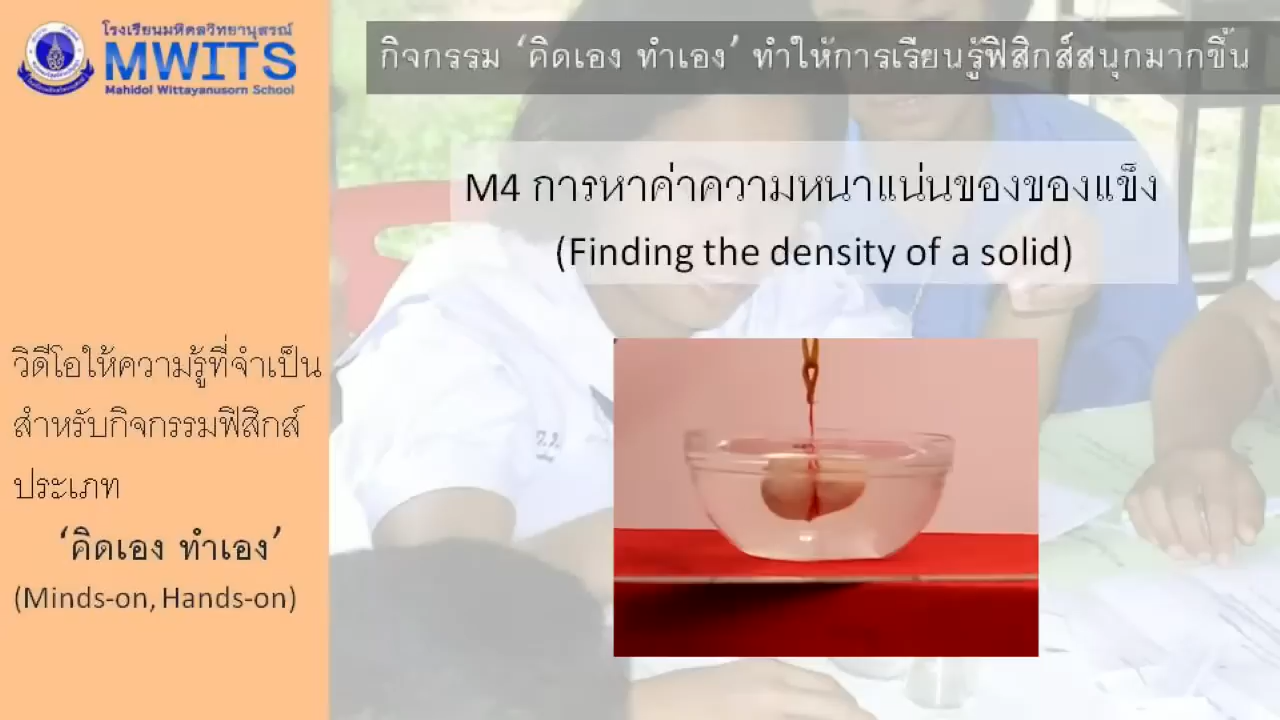 โรงเรียนมหิดลวิทยานุสรณ์
MWITS
Mahidol Wittayanusorn School
กิจกรรม ‘คิดเอง ทำเอง’ ทำให้การเรียนรู้ฟิสิกส์สนุกมากขึ้น
M4 การหาค่าความหนาแน่นของของแข็ง
(Finding the density of a solid)
วิดีโอให้ความรู้ที่จำเป็น
สำหรับกิจกรรมฟิสิกส์
ประเภท
‘คิดเอง ทำเอง’
(Minds-on, Hands-on)